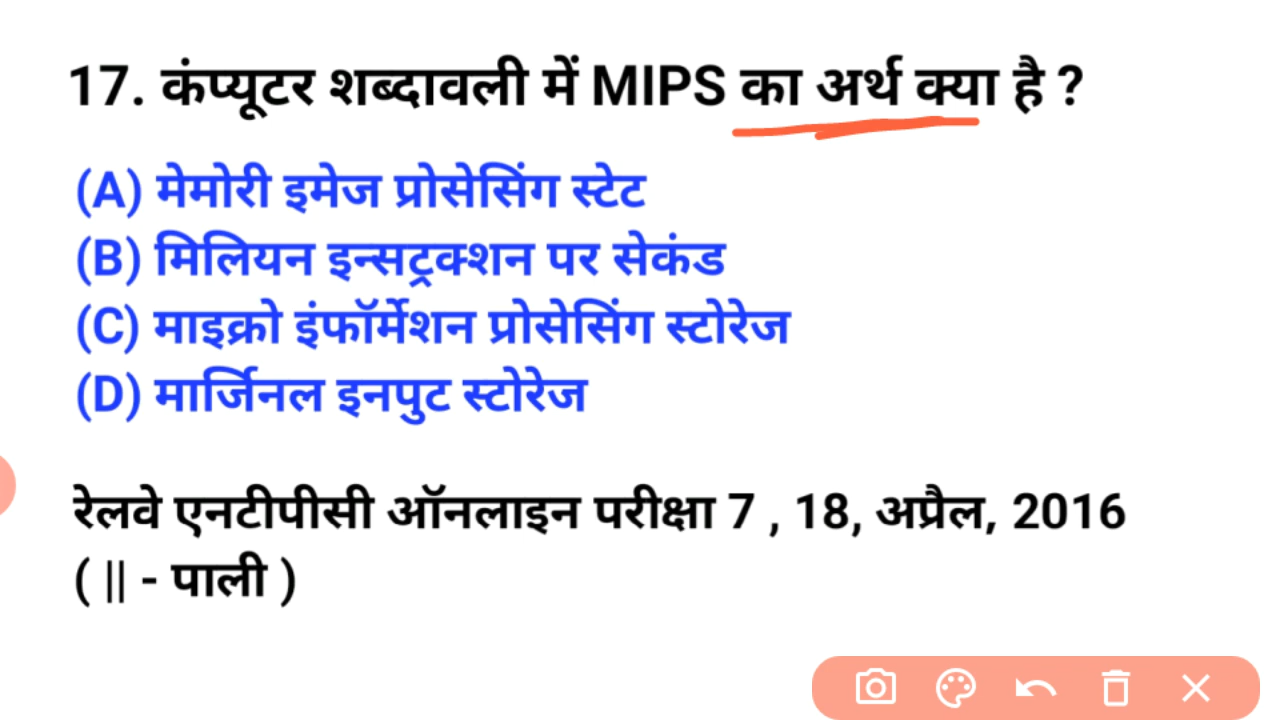 17. कंप्यूटर शब्दावली में MIPS का अर्थ क्या है ?
(A) मेमोरी इमेज प्रोसेसिंग स्टेट
(B) मिलियन इन्सट्रक्शन पर सेकंड
(C) माइक्रो इंफॉर्मेशन प्रोसेसिंग स्टोरेज
(D) मार्जिनल इनपुट स्टोरेज
रेलवे एनटीपीसी ऑनलाइन परीक्षा 7 , 18, अप्रैल, 2016
( || - पाली )